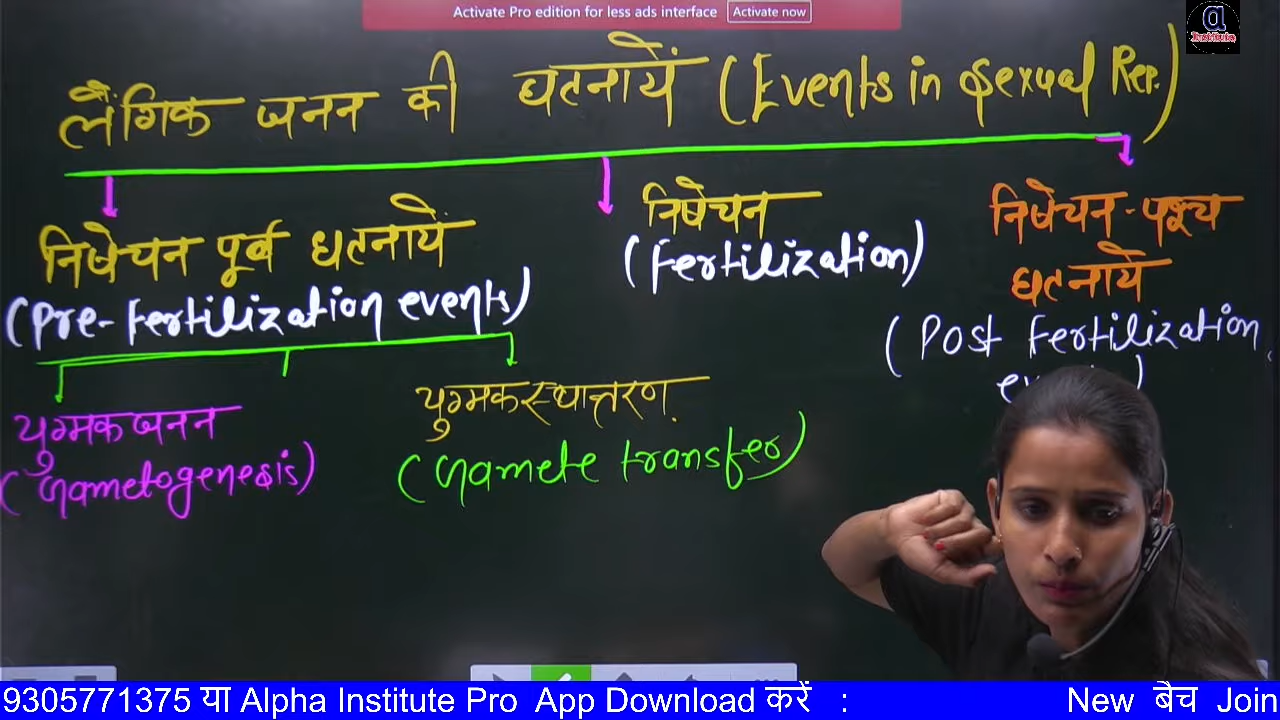 Activate Pro edition for less ads interface Activate now
a
Institute
लैंगिक जनन की घटनायें (Events in Sexual Rep.)
निषेचन पूर्व घटनायें
(Pre-fertilization events)
निषेचन
(fertilization)
निषेचन-पश्च
घटनायें
(Post fertilization
युग्मकजनन
(Gametogenesis)
युग्मकस्थान्तरण
(Gamete transfer)
9305771375 या Alpha Institute Pro App Download करें : New बैच Join